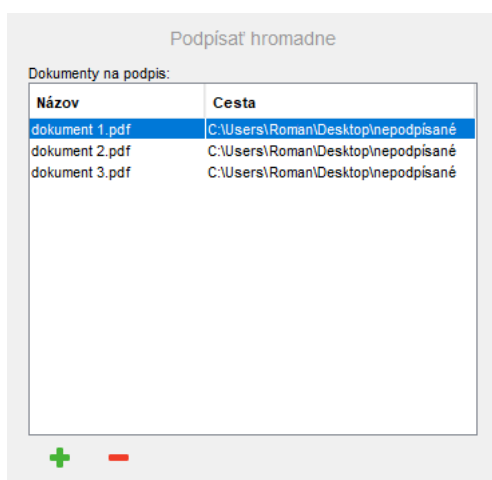 Podpísať hromadne
Dokumenty na podpis:
Názov Cesta
dokument 1.pdf C:\Users\Roman\Desktop\nepodpísané
dokument 2.pdf C:\Users\Roman\Desktop\nepodpísané
dokument 3.pdf C:\Users\Roman\Desktop\nepodpísané